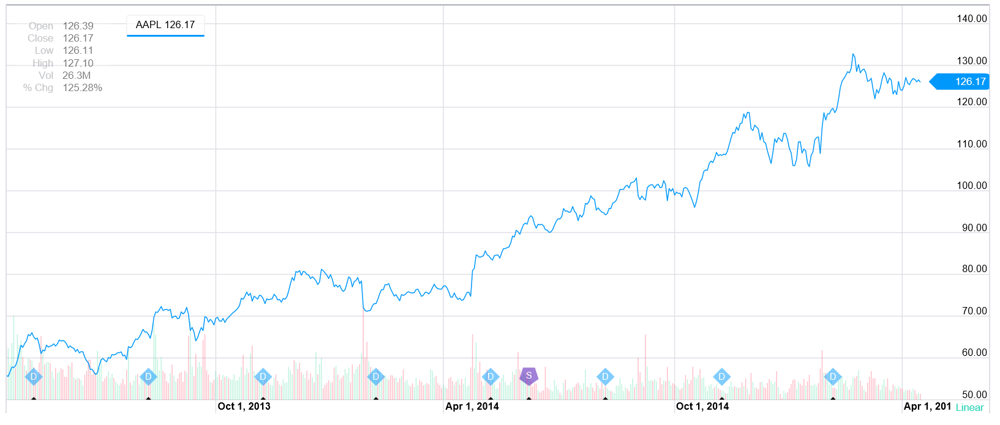 Open 126.39
Close 126.17
Low 126.11
High 127.10
Vol 26.3M
% Chg 125.28%
AAPL 126.17
140.00
130.00
126.17
120.00
110.00
100.00
90.00
80.00
70.00
60.00
50.00
D D D D D S D D D
Oct 1, 2013 Apr 1, 2014 Oct 1, 2014 Apr 1, 201
Linear